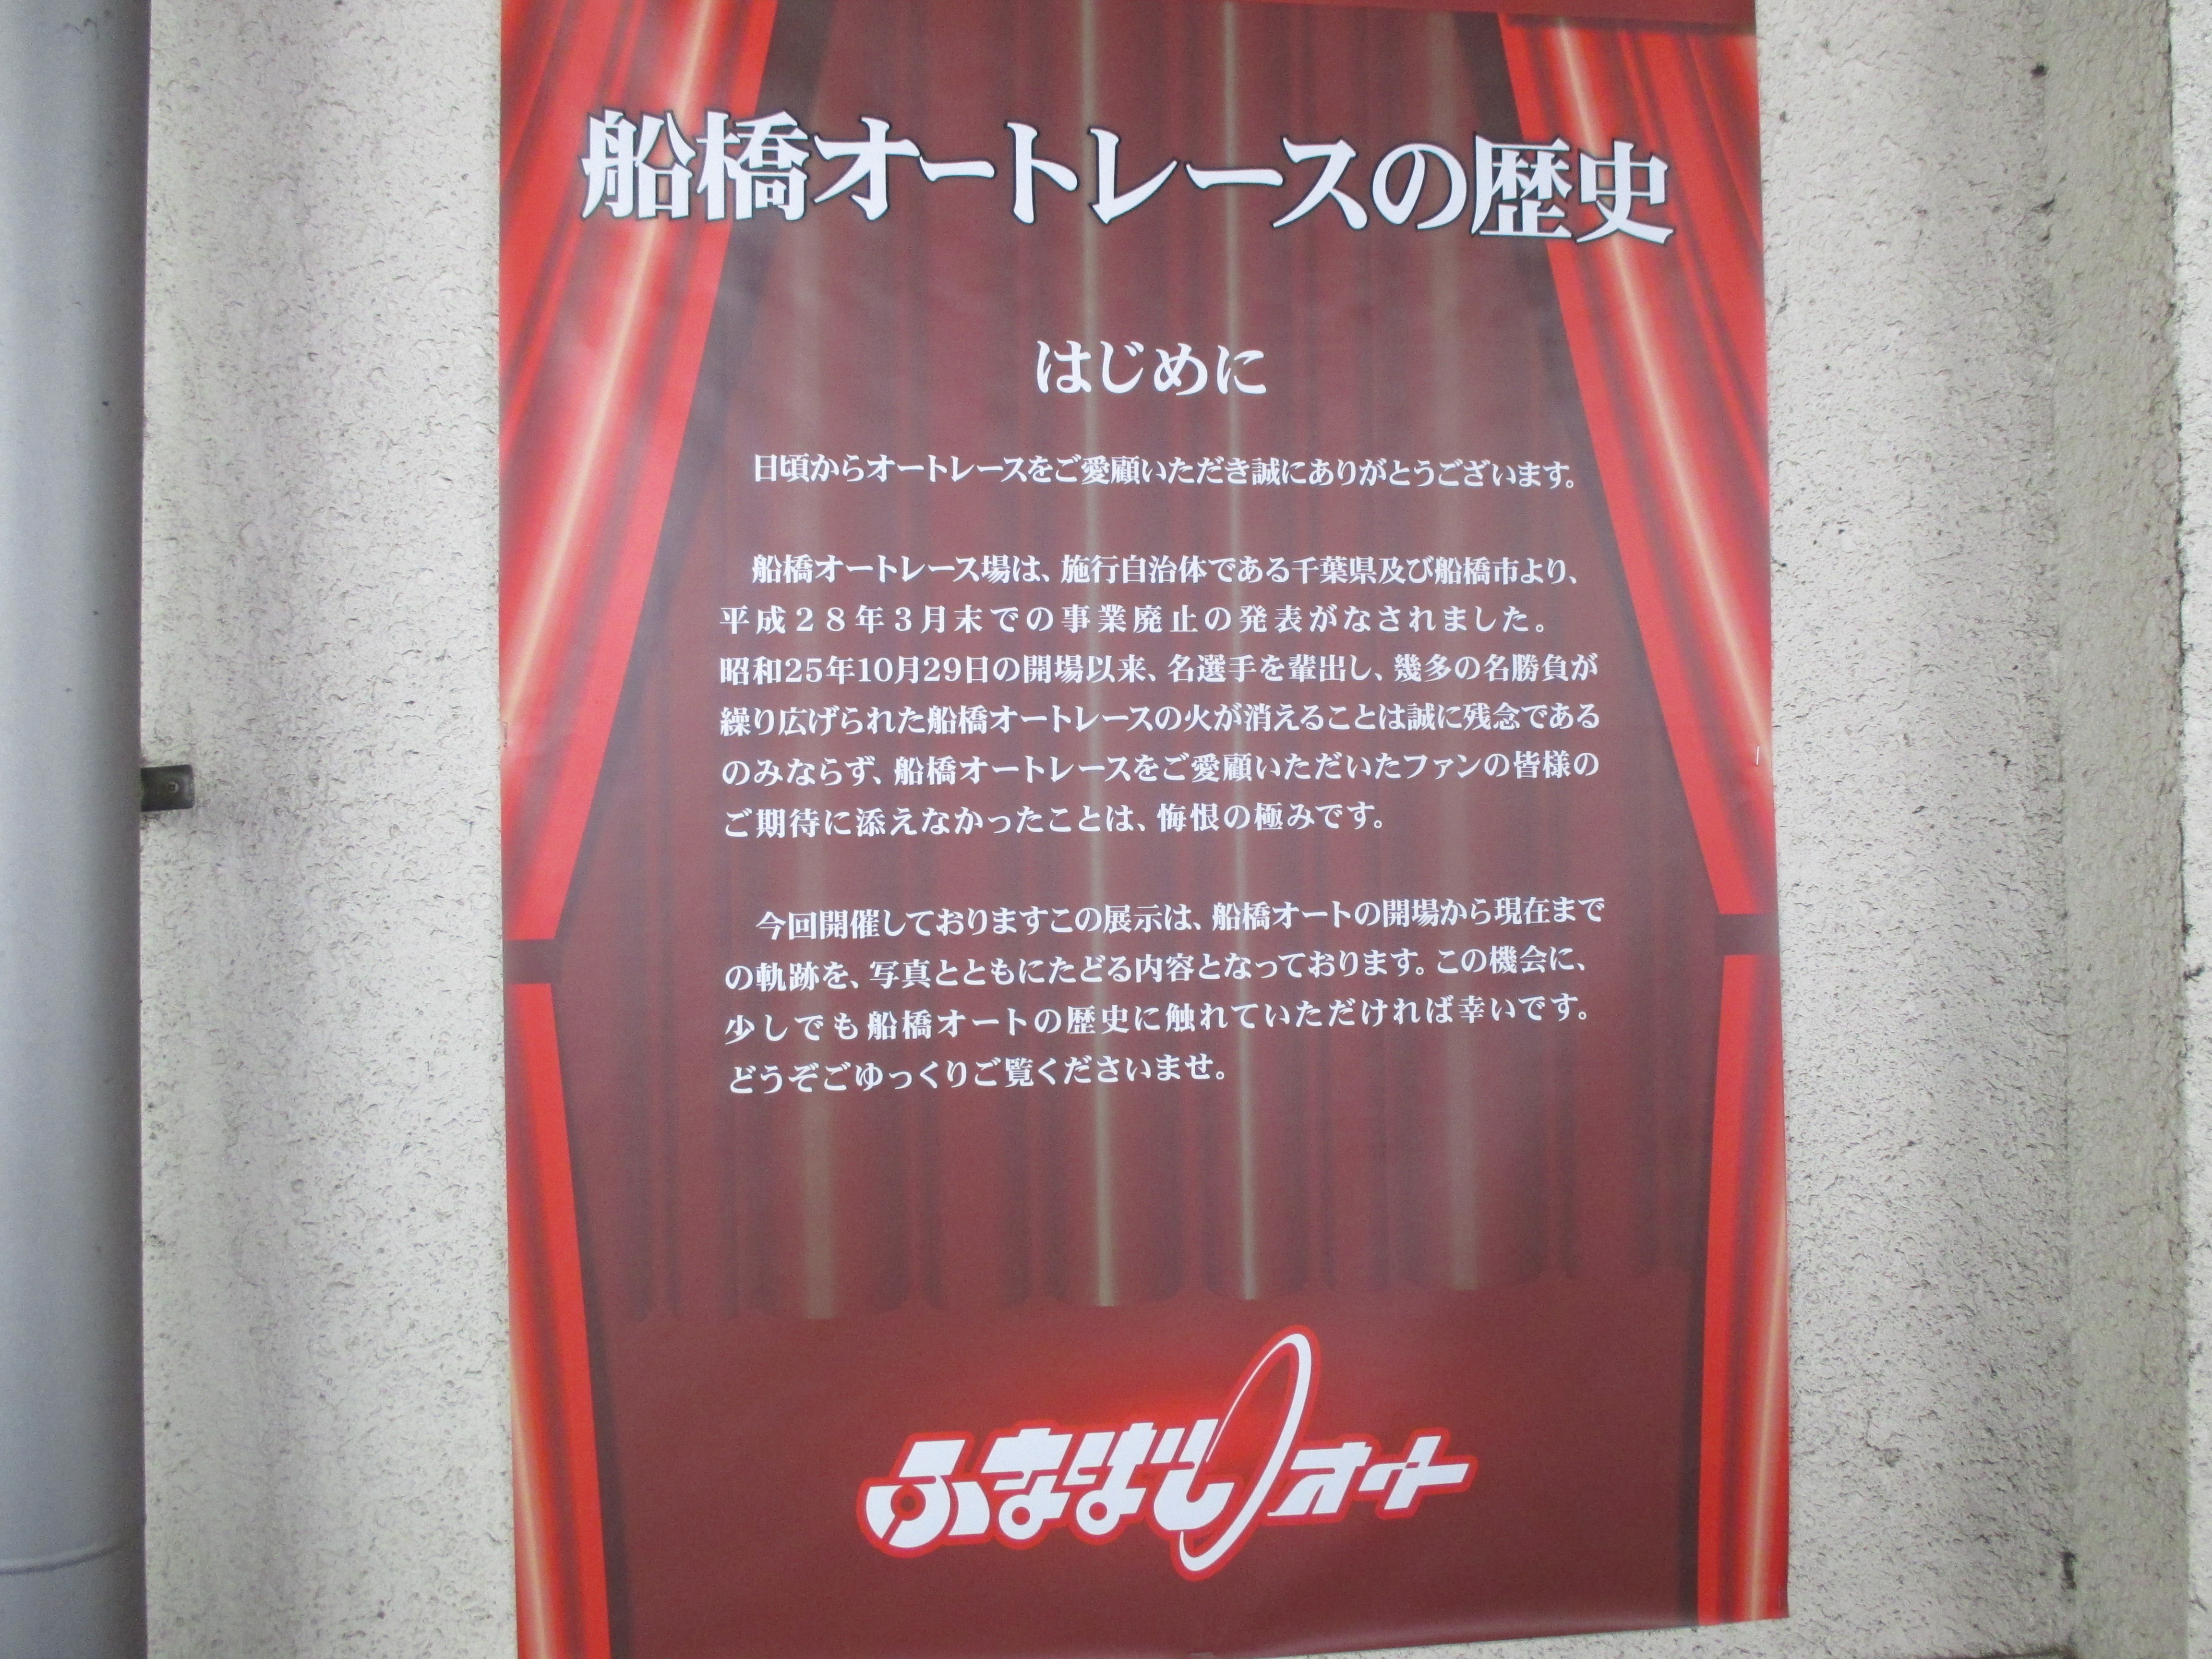 船橋オートレースの歴史
はじめに
日頃からオートレースをご愛顧いただき誠にありがとうございます。
船橋オートレース場は、施行自治体である千葉県及び船橋市より、
平成２８年３月末での事業廃止の発表がなされました。
昭和25年10月29日の開場以来、名選手を輩出し、幾多の名勝負が
繰り広げられた船橋オートレースの火が消えることは誠に残念である
のみならず、船橋オートレースをご愛顧いただいたファンの皆様の
ご期待に添えなかったことは、悔恨の極みです。
今回開催しておりますこの展示は、船橋オートの開場から現在まで
の軌跡を、写真とともにたどる内容となっております。この機会に、
少しでも船橋オートの歴史に触れていただければ幸いです。
どうぞごゆっくりご覧くださいませ。
ふなばしオート